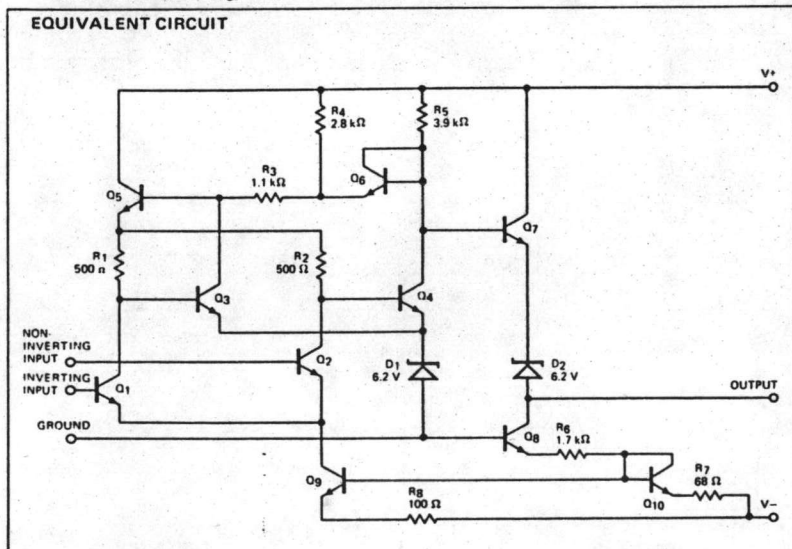 EQUIVALENT CIRCUIT
V+
R4
2.8 kΩ
R5
3.9 kΩ
R3
1.1 kΩ
Q6
Q5
Q7
R1
500 Ω
R2
500 Ω
Q3
Q4
NON-
INVERTING
INPUT
Q2
D1
6.2 V
D2
6.2 V
INVERTING
INPUT
Q1
OUTPUT
GROUND
Q8
R6
1.7 kΩ
R7
68 Ω
Q9
Q10
R8
100 Ω
V–